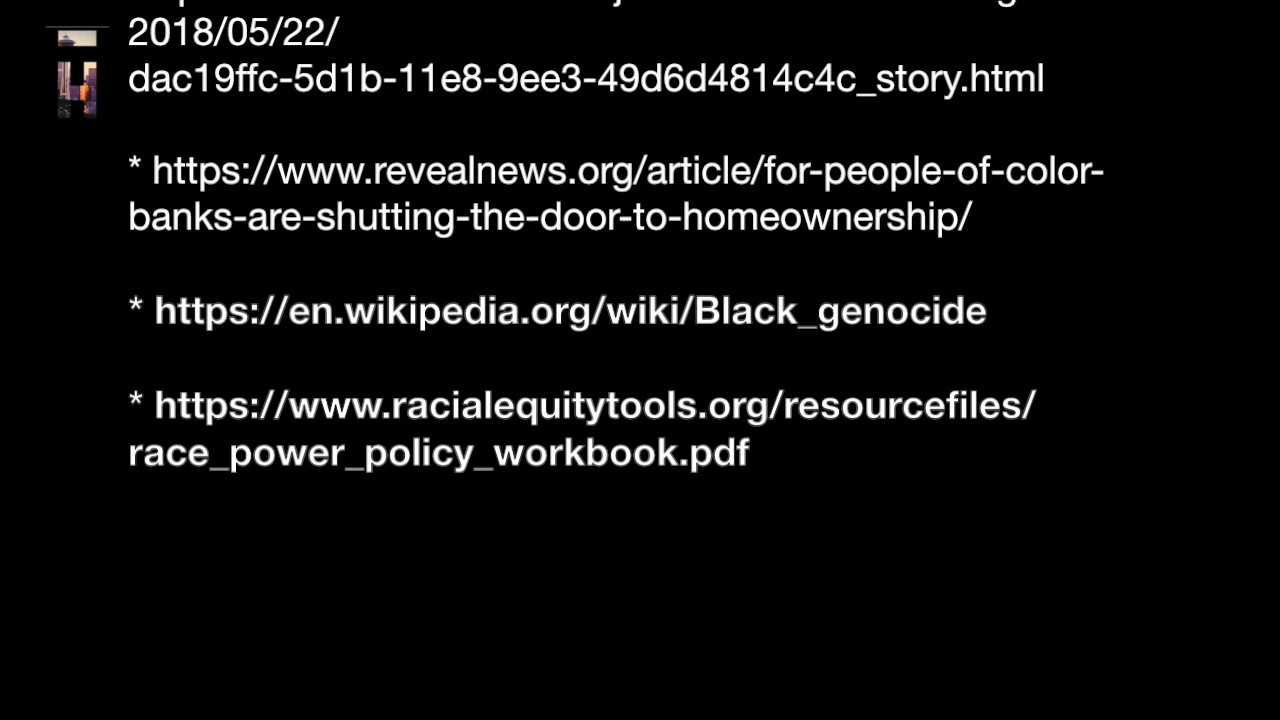 2018/05/22/
dac19ffc-5d1b-11e8-9ee3-49d6d4814c4c_story.html
* https://www.revealnews.org/article/for-people-of-color-
banks-are-shutting-the-door-to-homeownership/
* https://en.wikipedia.org/wiki/Black_genocide
* https://www.racialequitytools.org/resourcefiles/
race_power_policy_workbook.pdf